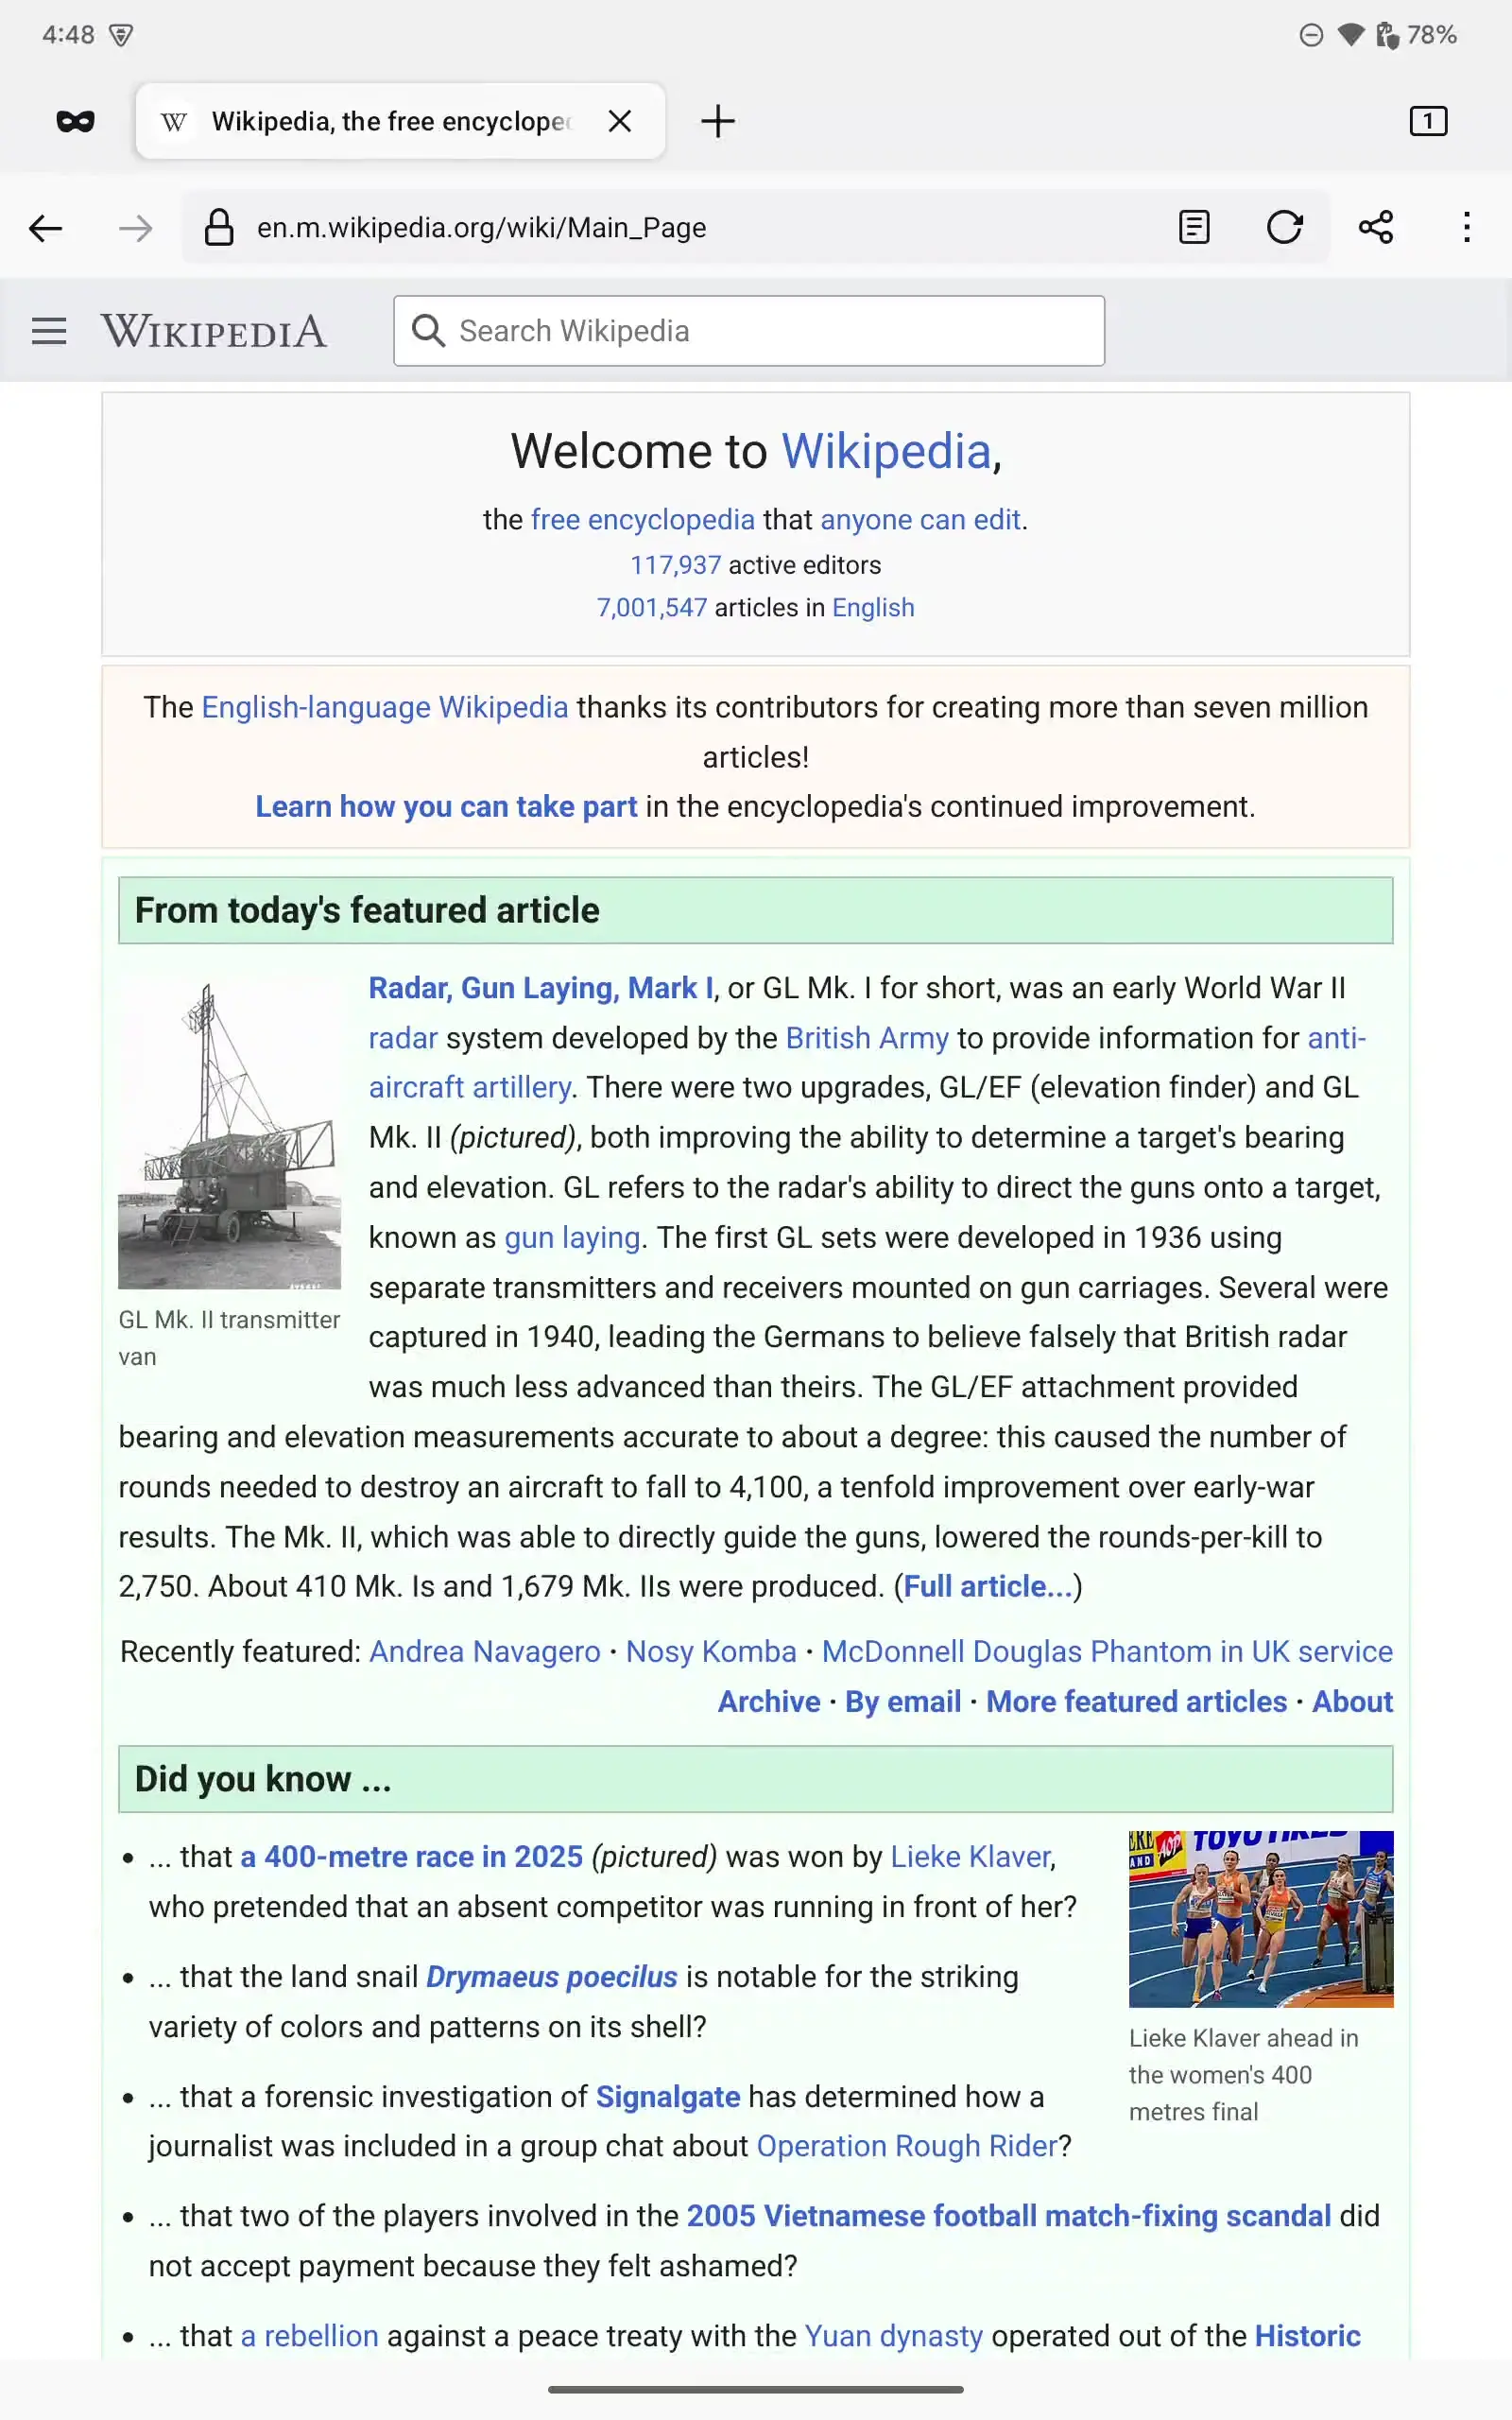 4:48
78%
Wikipedia, the free encyclope
1
en.m.wikipedia.org/wiki/Main_Page
WIKIPEDIA
Search Wikipedia
Welcome to Wikipedia,
the free encyclopedia that anyone can edit.
117,937 active editors
7,001,547 articles in English
The English-language Wikipedia thanks its contributors for creating more than seven million
articles!
Learn how you can take part in the encyclopedia's continued improvement.
From today's featured article
Radar, Gun Laying, Mark I, or GL Mk. I for short, was an early World War II
radar system developed by the British Army to provide information for anti-
aircraft artillery. There were two upgrades, GL/EF (elevation finder) and GL
Mk. II (pictured), both improving the ability to determine a target's bearing
and elevation. GL refers to the radar's ability to direct the guns onto a target,
known as gun laying. The first GL sets were developed in 1936 using
separate transmitters and receivers mounted on gun carriages. Several were
captured in 1940, leading the Germans to believe falsely that British radar
was much less advanced than theirs. The GL/EF attachment provided
bearing and elevation measurements accurate to about a degree: this caused the number of
rounds needed to destroy an aircraft to fall to 4,100, a tenfold improvement over early-war
results. The Mk. II, which was able to directly guide the guns, lowered the rounds-per-kill to
2,750. About 410 Mk. Is and 1,679 Mk. IIs were produced. (Full article...)
GL Mk. II transmitter
van
Recently featured: Andrea Navagero · Nosy Komba · McDonnell Douglas Phantom in UK service
Archive · By email · More featured articles · About
Did you know ...
... that a 400-metre race in 2025 (pictured) was won by Lieke Klaver,
who pretended that an absent competitor was running in front of her?
... that the land snail Drymaeus poecilus is notable for the striking
variety of colors and patterns on its shell?
... that a forensic investigation of Signalgate has determined how a
journalist was included in a group chat about Operation Rough Rider?
... that two of the players involved in the 2005 Vietnamese football match-fixing scandal did
not accept payment because they felt ashamed?
... that a rebellion against a peace treaty with the Yuan dynasty operated out of the Historic
TOYO TIRES
Lieke Klaver ahead in
the women's 400
metres final